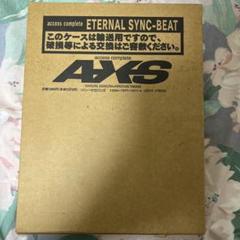 access complete ETERNAL SYNC-BEAT
このケースは輸送用ですので、
破損等による交換はご容赦ください。
access complete
AXS